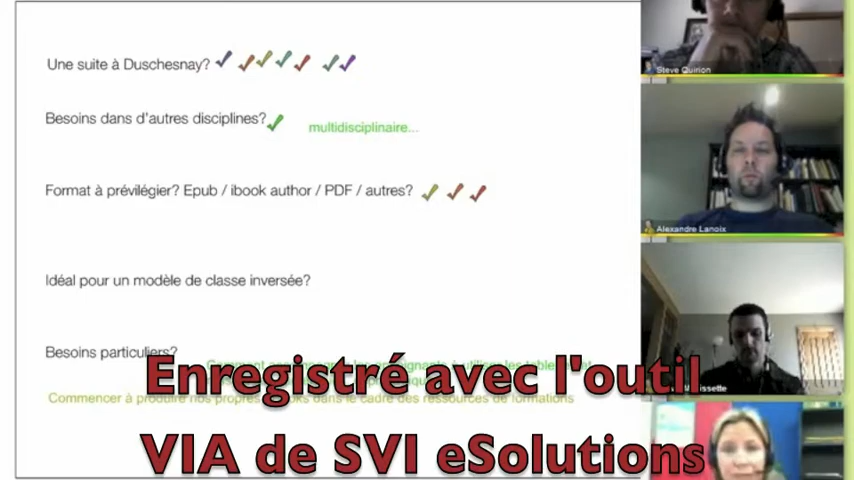 Une suite à Duschesnay?
Besoins dans d'autres disciplines?
multidisciplinaire...
Format à prévilégier? Epub / ibook author / PDF / autres?
Idéal pour un modèle de classe inversée?
Besoins particuliers?
Commencer à produire nos propres dans le cadre des ressources de formations
Enregistré avec l'outil
VIA de SVI eSolutions
Steve Quirion
Alexandre Lanoix